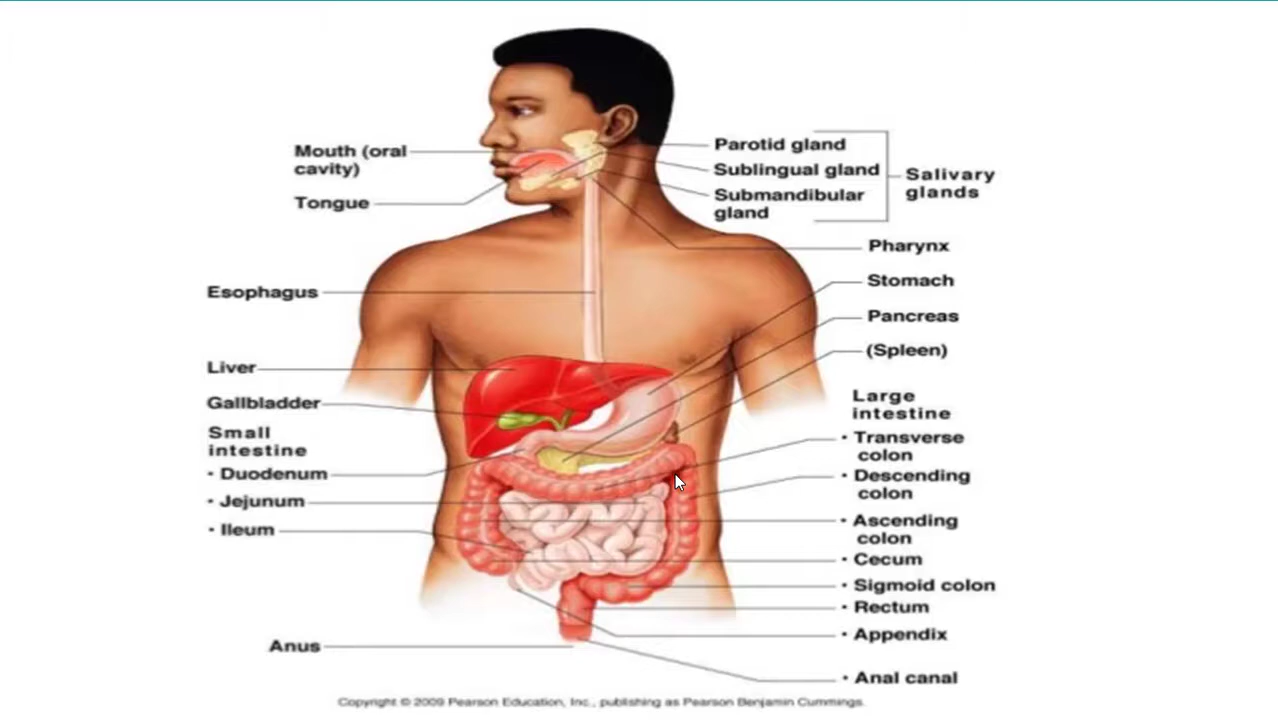 Mouth (oral
cavity)
Tongue
Parotid gland
Sublingual gland
Submandibular
gland
Salivary
glands
Pharynx
Esophagus
Stomach
Pancreas
(Spleen)
Liver
Gallbladder
Small
intestine
· Duodenum
· Jejunum
· Ileum
Large
intestine
· Transverse
colon
· Descending
colon
· Ascending
colon
· Cecum
· Sigmoid colon
· Rectum
· Appendix
Anus
· Anal canal
Copyright © 2009 Pearson Education, Inc., publishing as Pearson Benjamin Cummings.